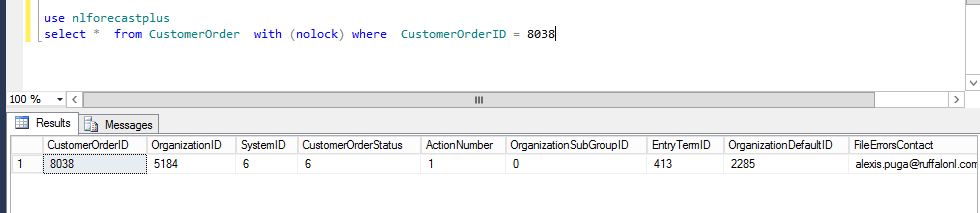 use nlforecastplus
select * from CustomerOrder with (nolock) where CustomerOrderID = 8038
100 %
Results Messages
CustomerOrderID OrganizationID SystemID CustomerOrderStatus ActionNumber OrganizationSubGroupID EntryTermID OrganizationDefaultID FileErrorsContact
1 8038 5184 6 6 1 0 413 2285 alexis.puga@ruffalonl.com